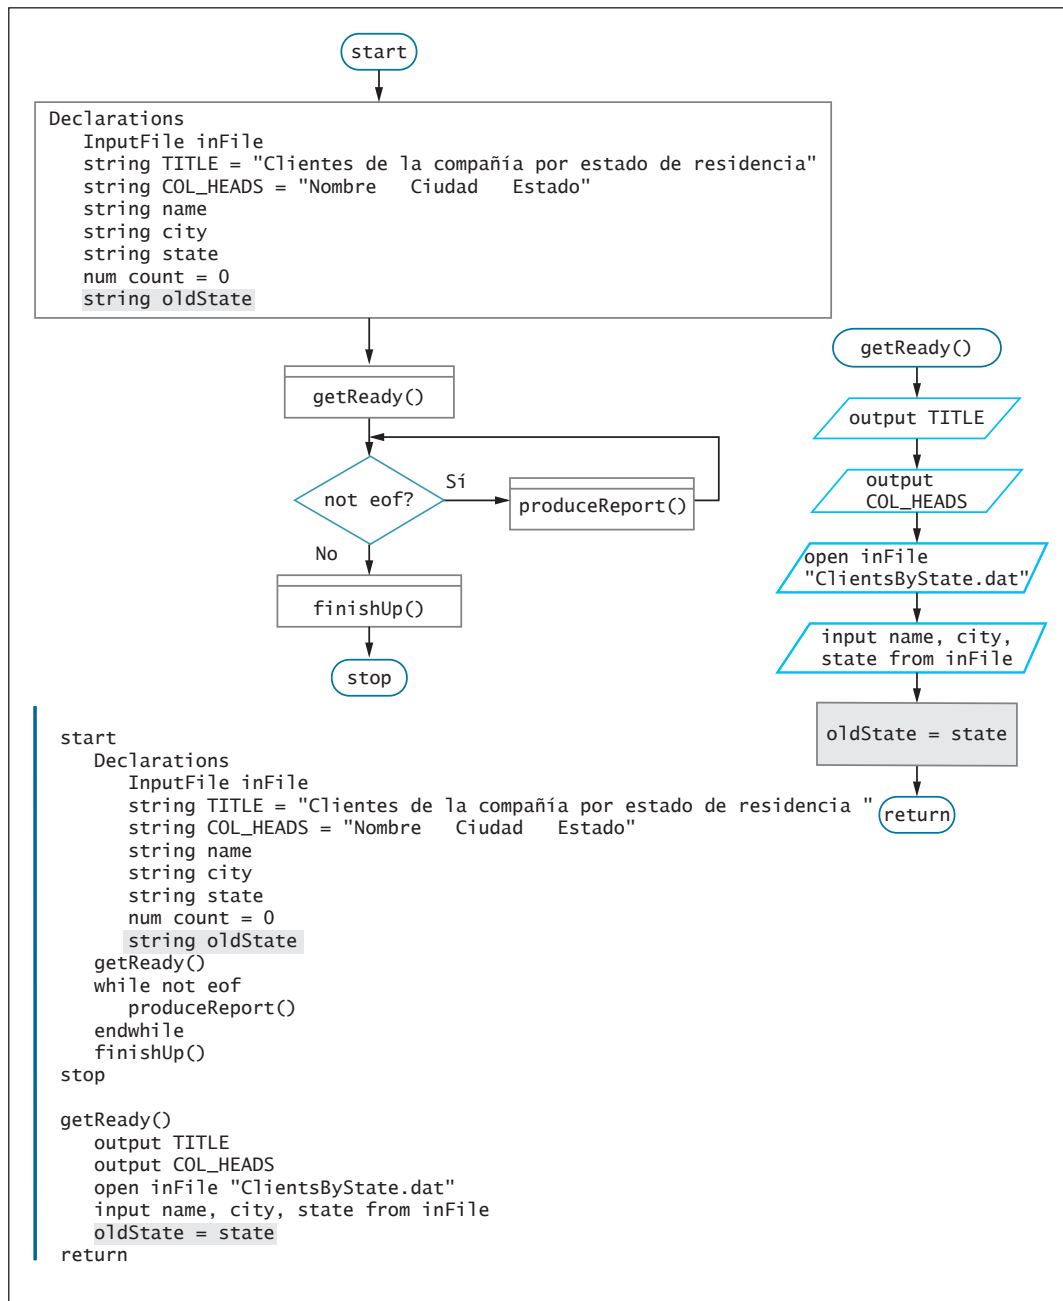 start
Declarations
InputFile inFile
string TITLE = "Clientes de la compañía por estado de residencia"
string COL_HEADS = "Nombre   Ciudad   Estado"
string name
string city
string state
num count = 0
string oldState
getReady()
not eof?
Sí
produceReport()
No
finishUp()
stop
getReady()
output TITLE
output
COL_HEADS
open inFile
"ClientsByState.dat"
input name, city,
state from inFile
oldState = state
return
start
Declarations
InputFile inFile
string TITLE = "Clientes de la compañía por estado de residencia "
string COL_HEADS = "Nombre   Ciudad   Estado"
string name
string city
string state
num count = 0
string oldState
getReady()
while not eof
produceReport()
endwhile
finishUp()
stop
getReady()
output TITLE
output COL_HEADS
open inFile "ClientsByState.dat"
input name, city, state from inFile
oldState = state
return